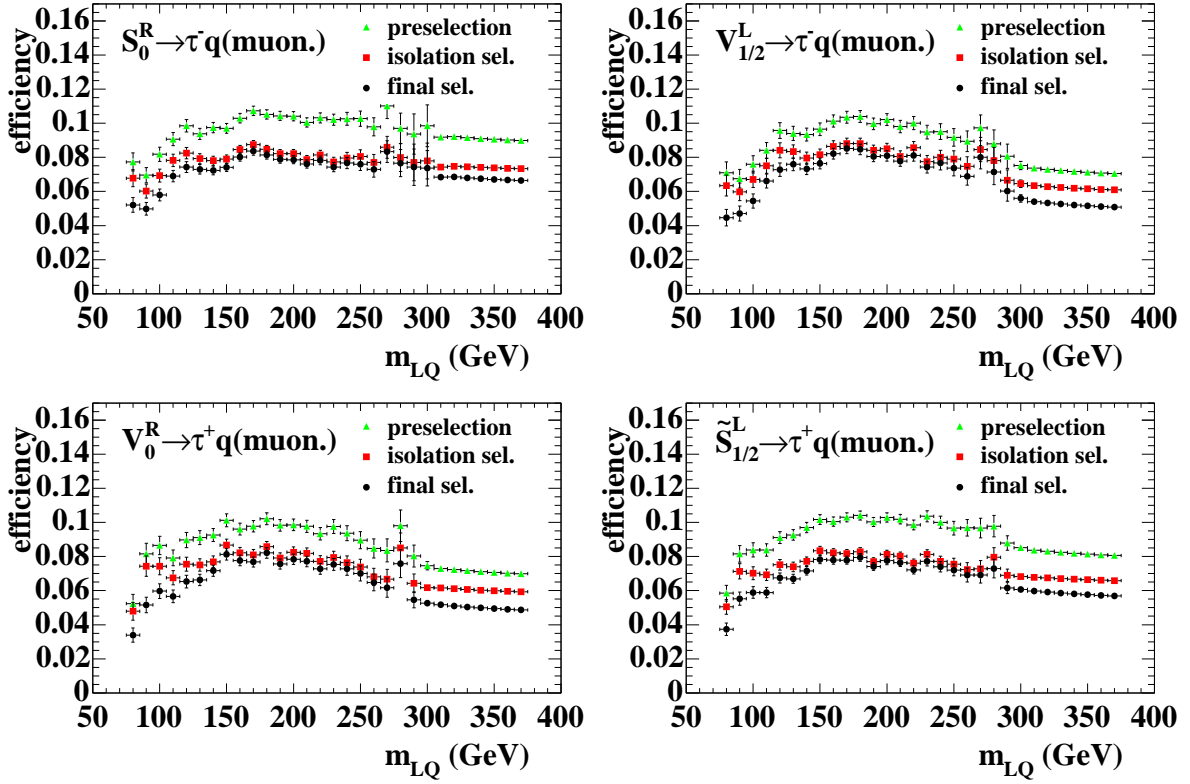 efficiency
0.16
0.14
0.12
0.1
0.08
0.06
0.04
0.02
0
S₀ᴿ→τ⁻q(muon.)
preselection
isolation sel.
final sel.
50 100 150 200 250 300 350 400
m_LQ (GeV)
efficiency
0.16
0.14
0.12
0.1
0.08
0.06
0.04
0.02
0
V₁/₂ᴸ→τ⁻q(muon.)
preselection
isolation sel.
final sel.
50 100 150 200 250 300 350 400
m_LQ (GeV)
efficiency
0.16
0.14
0.12
0.1
0.08
0.06
0.04
0.02
0
V₀ᴿ→τ⁺q(muon.)
preselection
isolation sel.
final sel.
50 100 150 200 250 300 350 400
m_LQ (GeV)
efficiency
0.16
0.14
0.12
0.1
0.08
0.06
0.04
0.02
0
S̃₁/₂ᴸ→τ⁺q(muon.)
preselection
isolation sel.
final sel.
50 100 150 200 250 300 350 400
m_LQ (GeV)